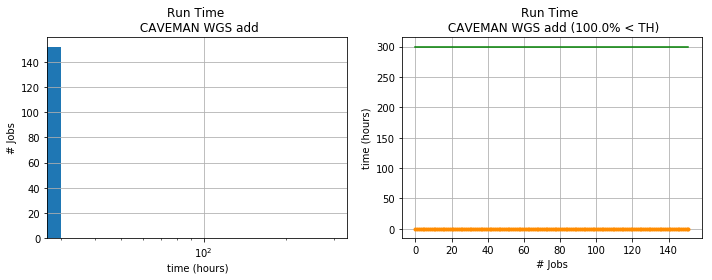 Run Time
CAVEMAN WGS add
# Jobs
140
120
100
80
60
40
20
0
10²
time (hours)
Run Time
CAVEMAN WGS add (100.0% < TH)
time (hours)
300
250
200
150
100
50
0
0 20 40 60 80 100 120 140
# Jobs